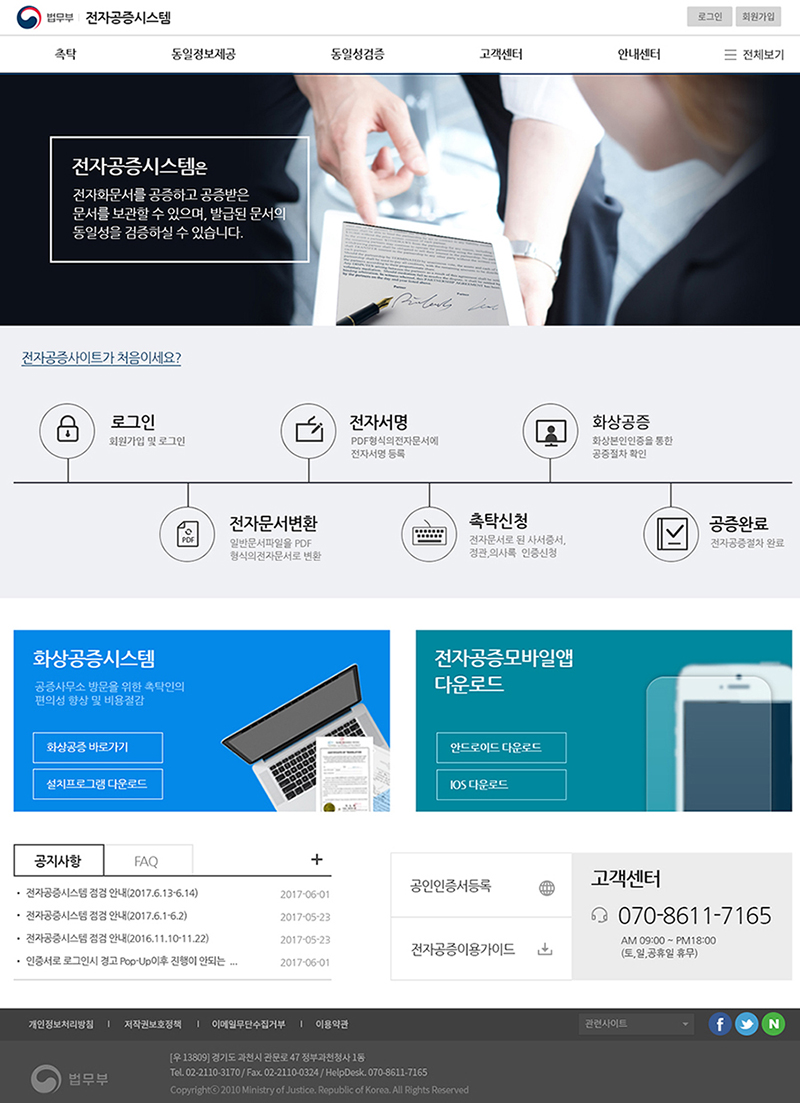 법무부 전자공증시스템
로그인 회원가입
촉탁 동일정보제공 동일성검증 고객센터 안내센터 전체보기
전자공증시스템은
전자화문서를 공증하고 공증받은
문서를 보관할 수 있으며, 발급된 문서의
동일성을 검증하실 수 있습니다.
전자공증사이트가 처음이세요?
로그인
회원가입 및 로그인
전자서명
PDF형식의전자문서에
전자서명 등록
화상공증
화상본인인증을 통한
공증절차 확인
PDF
전자문서변환
일반문서파일을 PDF
형식의전자문서로 변환
촉탁신청
전자문서로 된 사서증서,
정관,의사록 인증신청
공증완료
전자공증절차 완료
화상공증시스템
공증사무소 방문을 위한 촉탁인의
편의성 향상 및 비용절감
화상공증 바로가기
설치프로그램 다운로드
전자공증모바일앱
다운로드
안드로이드 다운로드
IOS 다운로드
공지사항 FAQ +
· 전자공증시스템 점검 안내(2017.6.13-6.14) 2017-06-01
· 전자공증시스템 점검 안내(2017.6.1-6.2) 2017-05-23
· 전자공증시스템 점검 안내(2016.11.10-11.22) 2017-05-23
· 인증서로 로그인시 경고 Pop-Up이후 진행이 안되는 ... 2017-06-01
공인인증서등록
전자공증이용가이드
고객센터
070-8611-7165
AM 09:00 ~ PM18:00
(토,일,공휴일 휴무)
개인정보처리방침 | 저작권보호정책 | 이메일무단수집거부 | 이용약관
관련사이트
f N
법무부
[우 13809] 경기도 과천시 관문로 47 정부과천청사 1동
Tel. 02-2110-3170 / Fax. 02-2110-0324 / HelpDesk. 070-8611-7165
Copyrightⓒ 2010 Ministry of Justice. Republic of Korea. All Rights Reserved